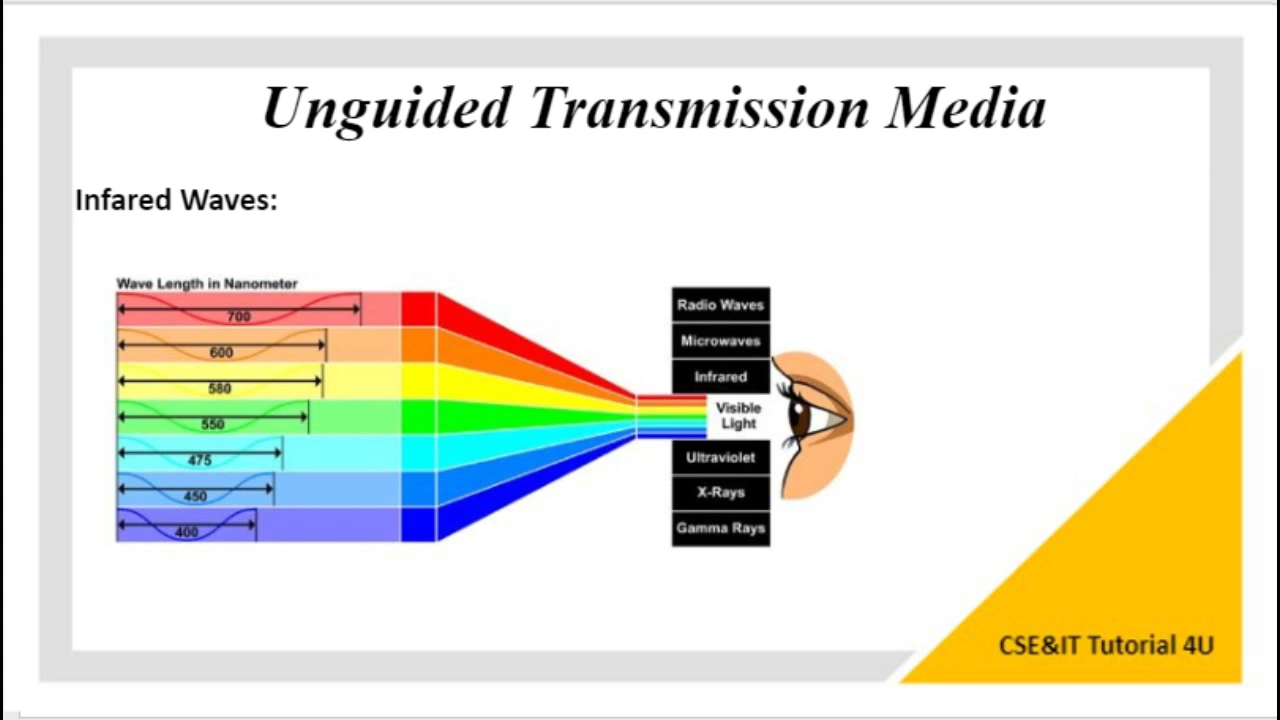 Unguided Transmission Media
Infared Waves:
Wave Length in Nanometer
700
600
580
550
475
450
400
Radio Waves
Microwaves
Infrared
Visible
Light
Ultraviolet
X-Rays
Gamma Rays
CSE&IT Tutorial 4U